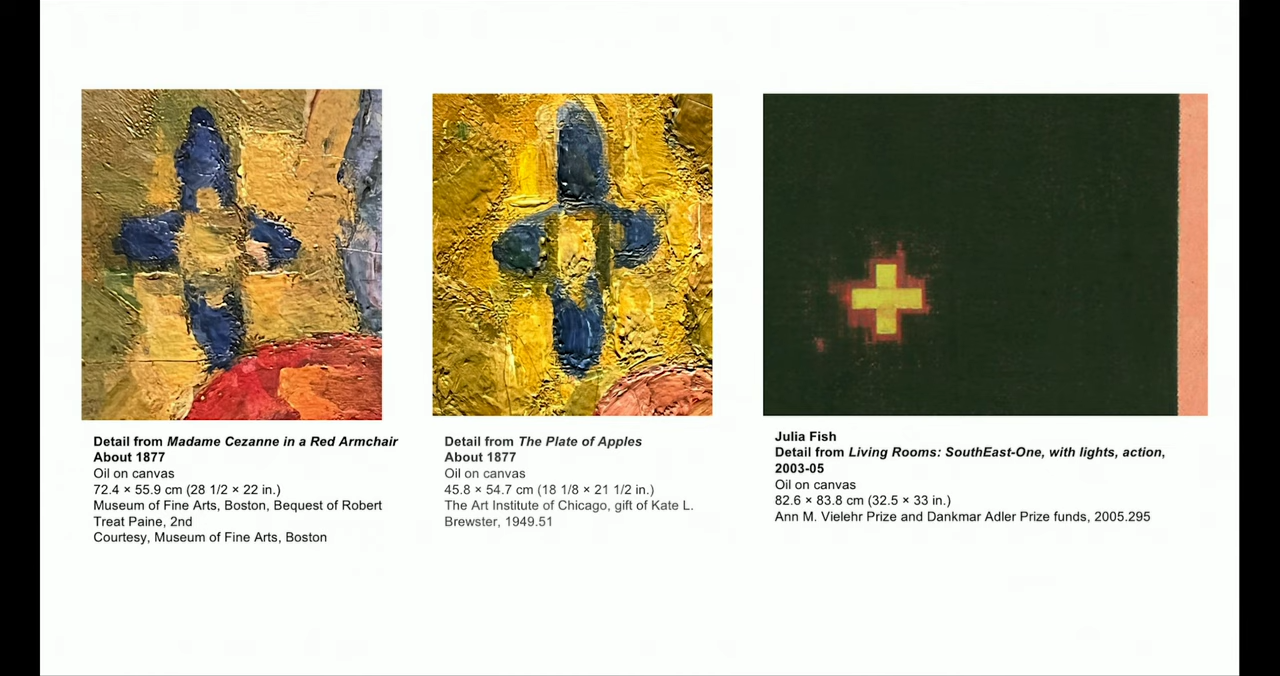 Detail from Madame Cezanne in a Red Armchair
About 1877
Oil on canvas
72.4 × 55.9 cm (28 1/2 × 22 in.)
Museum of Fine Arts, Boston, Bequest of Robert
Treat Paine, 2nd
Courtesy, Museum of Fine Arts, Boston
Detail from The Plate of Apples
About 1877
Oil on canvas
45.8 × 54.7 cm (18 1/8 × 21 1/2 in.)
The Art Institute of Chicago, gift of Kate L.
Brewster, 1949.51
Julia Fish
Detail from Living Rooms: SouthEast-One, with lights, action,
2003-05
Oil on canvas
82.6 × 83.8 cm (32.5 × 33 in.)
Ann M. Vielehr Prize and Dankmar Adler Prize funds, 2005.295